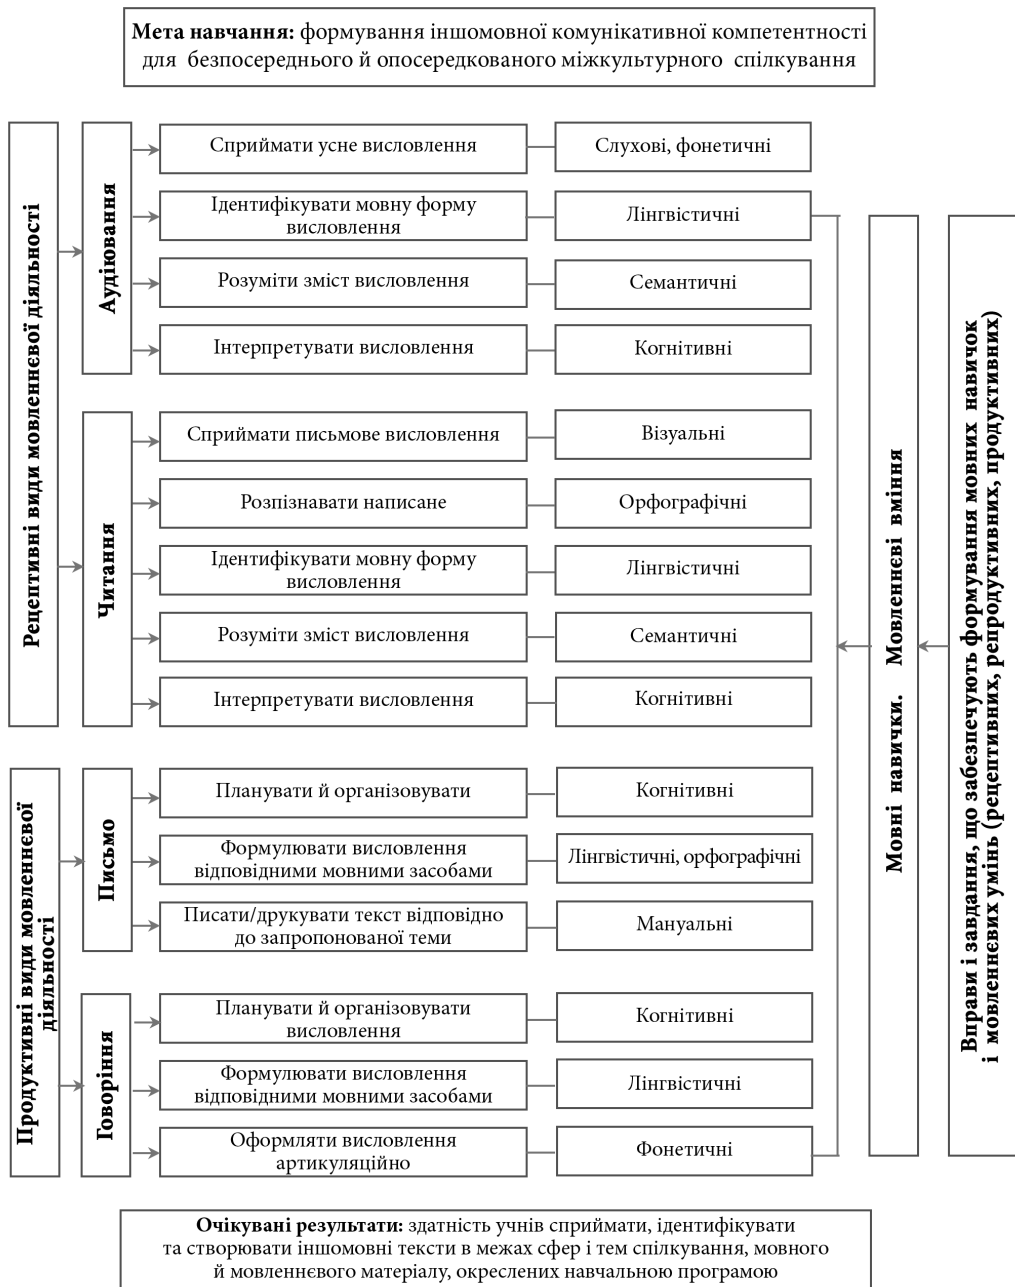 Мета навчання: формування іншомовної комунікативної компетентності
для безпосереднього й опосередкованого міжкультурного спілкування
Рецептивні види мовленнєвої діяльності
Аудіювання
Сприймати усне висловлення
Слухові, фонетичні
Ідентифікувати мовну форму
висловлення
Лінгвістичні
Розуміти зміст висловлення
Семантичні
Інтерпретувати висловлення
Когнітивні
Читання
Сприймати письмове висловлення
Візуальні
Розпізнавати написане
Орфографічні
Ідентифікувати мовну форму
висловлення
Лінгвістичні
Розуміти зміст висловлення
Семантичні
Інтерпретувати висловлення
Когнітивні
Продуктивні види мовленнєвої
діяльності
Письмо
Планувати й організовувати
Когнітивні
Формулювати висловлення
відповідними мовними засобами
Лінгвістичні, орфографічні
Писати/друкувати текст відповідно
до запропонованої теми
Мануальні
Говоріння
Планувати й організовувати
висловлення
Когнітивні
Формулювати висловлення
відповідними мовними засобами
Лінгвістичні
Оформляти висловлення
артикуляційно
Фонетичні
Мовні навички. Мовленнєві вміння
Вправи і завдання, що забезпечують формування мовних навичок
і мовленнєвих умінь (рецептивних, репродуктивних, продуктивних)
Очікувані результати: здатність учнів сприймати, ідентифікувати
та створювати іншомовні тексти в межах сфер і тем спілкування, мовного
й мовленнєвого матеріалу, окреслених навчальною програмою